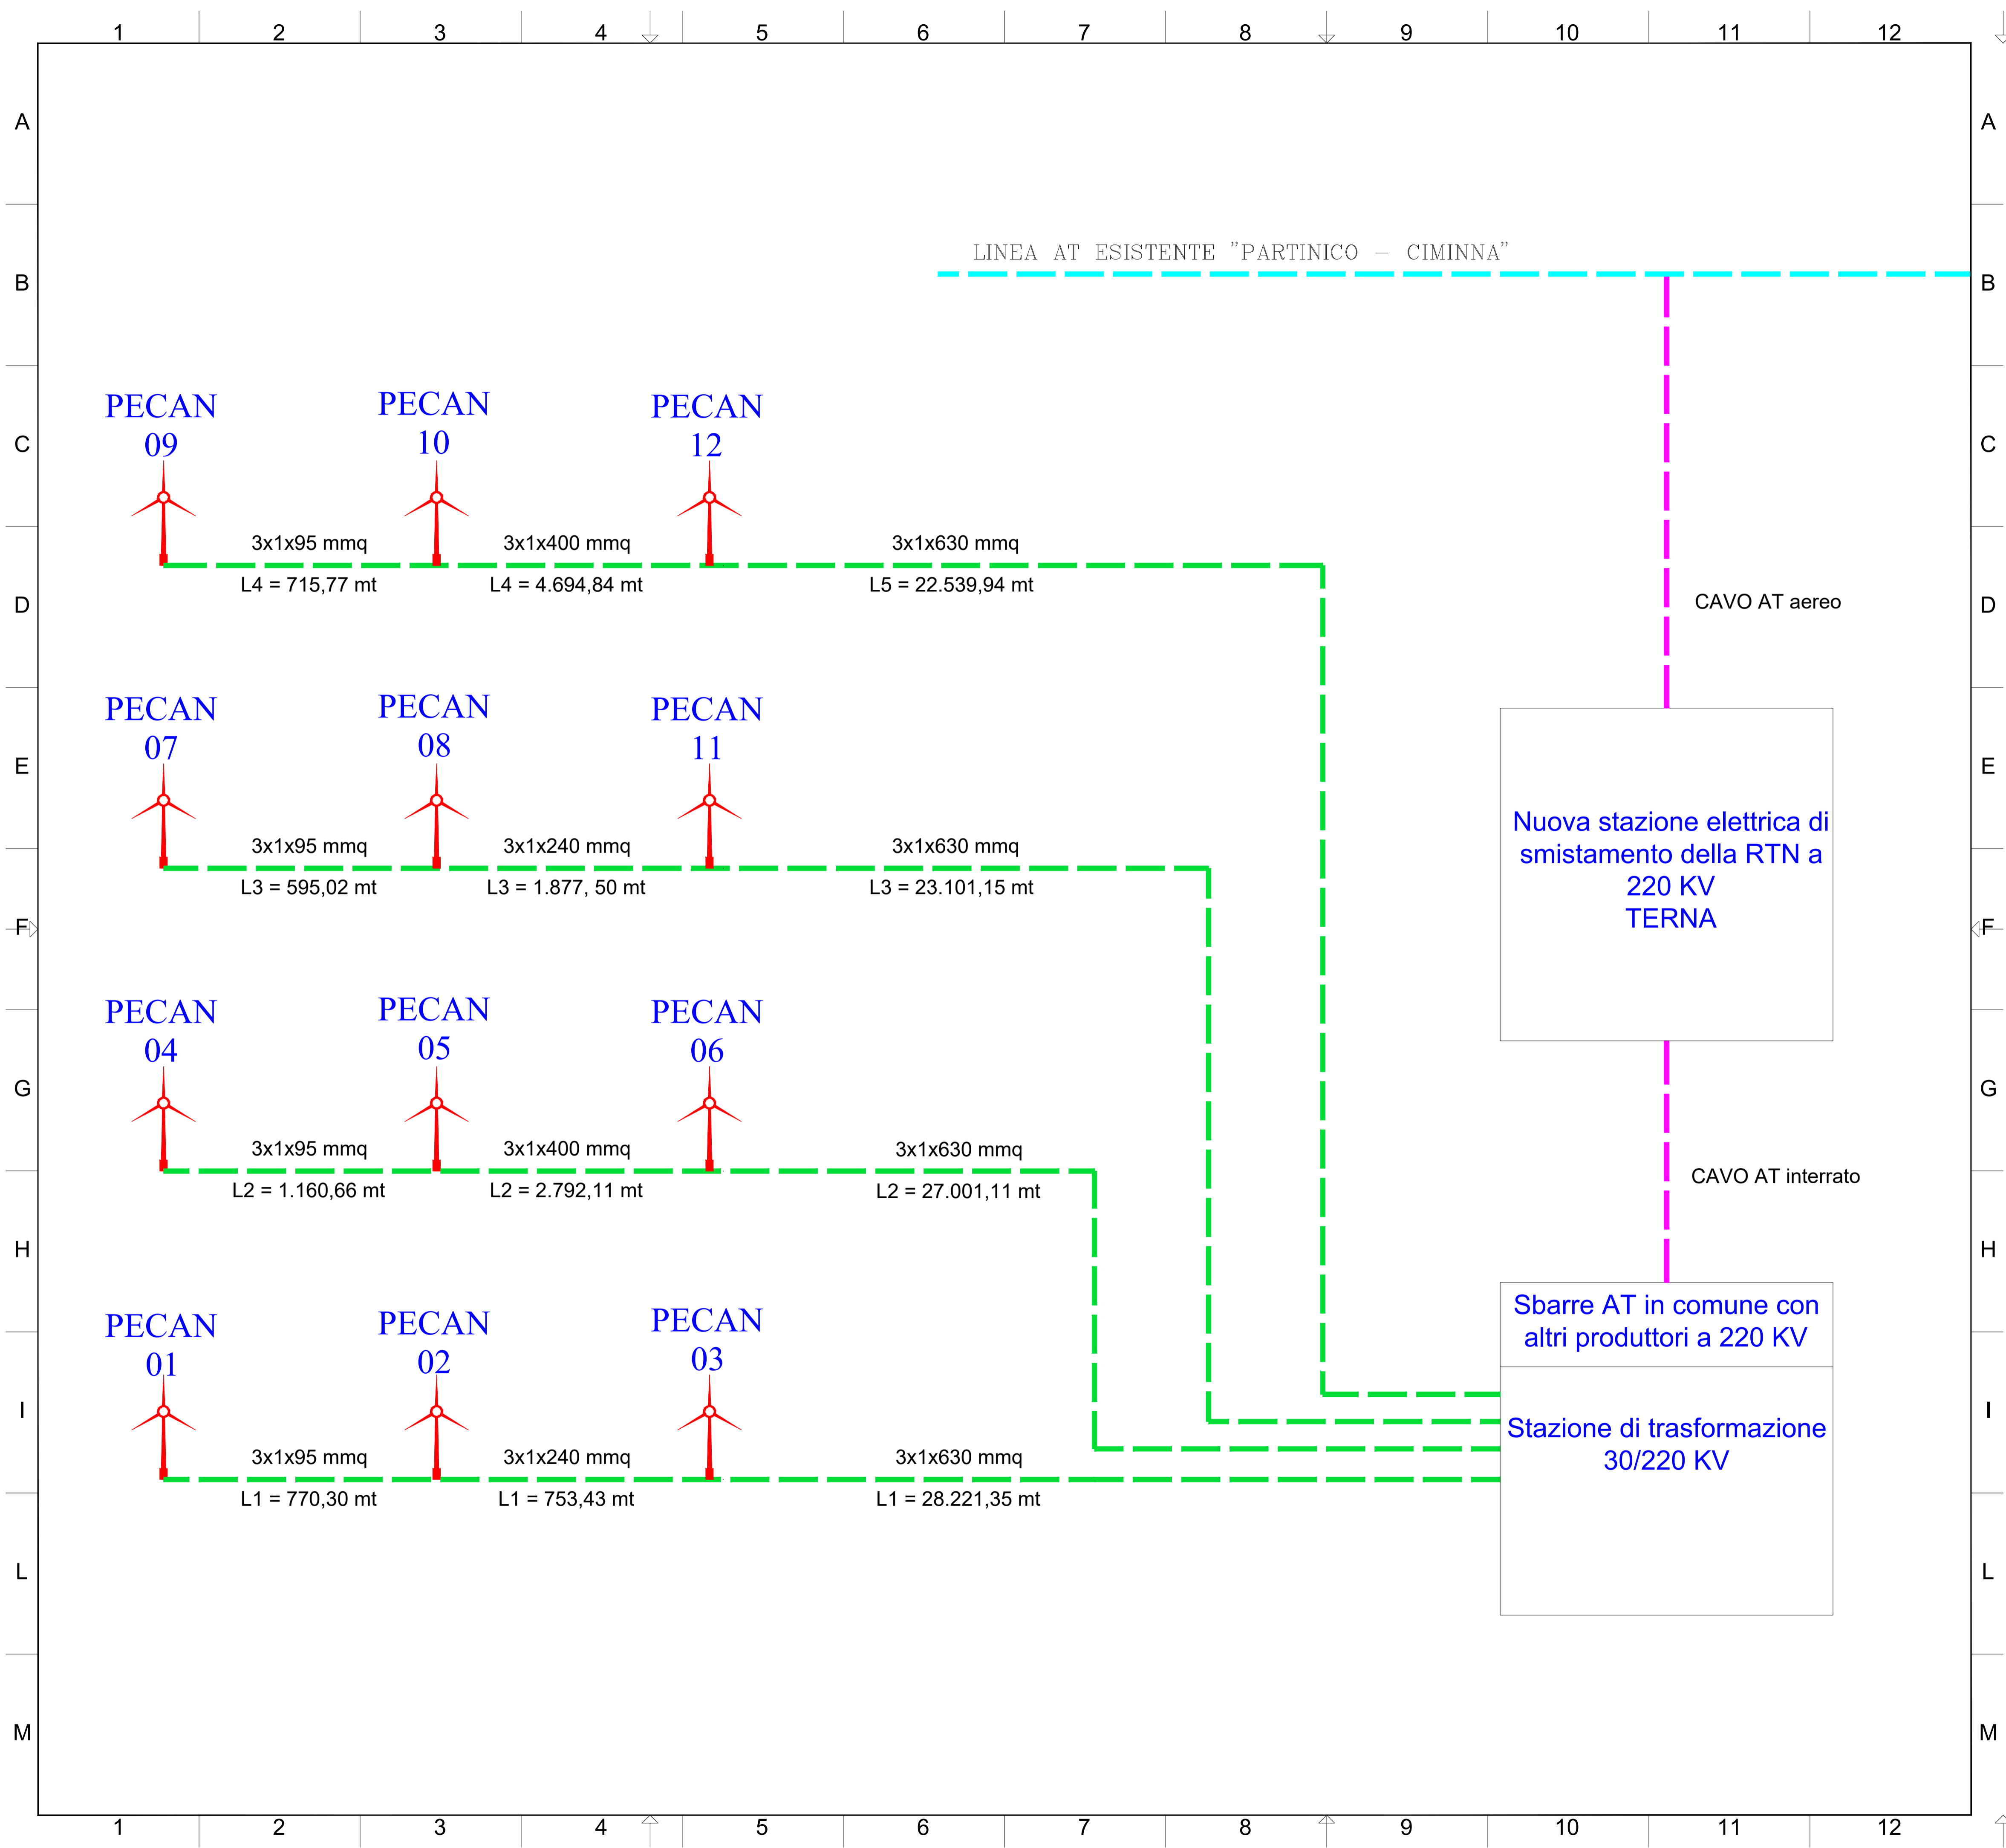 1 2 3 4 5 6 7 8 9 10 11 12
A A
LINEA AT ESISTENTE "PARTINICO - CIMINNA"
B B
PECAN PECAN PECAN
09 10 12
C C
3x1x95 mmq 3x1x400 mmq 3x1x630 mmq
L4 = 715,77 mt L4 = 4.694,84 mt L5 = 22.539,94 mt
CAVO AT aereo
D D
PECAN PECAN PECAN
07 08 11
E E
Nuova stazione elettrica di
smistamento della RTN a
220 KV
TERNA
3x1x95 mmq 3x1x240 mmq 3x1x630 mmq
L3 = 595,02 mt L3 = 1.877, 50 mt L3 = 23.101,15 mt
F F
PECAN PECAN PECAN
04 05 06
G G
3x1x95 mmq 3x1x400 mmq 3x1x630 mmq
L2 = 1.160,66 mt L2 = 2.792,11 mt L2 = 27.001,11 mt
CAVO AT interrato
H H
Sbarre AT in comune con
altri produttori a 220 KV
PECAN PECAN PECAN
01 02 03
I I
Stazione di trasformazione
30/220 KV
3x1x95 mmq 3x1x240 mmq 3x1x630 mmq
L1 = 770,30 mt L1 = 753,43 mt L1 = 28.221,35 mt
L L
M M
1 2 3 4 5 6 7 8 9 10 11 12